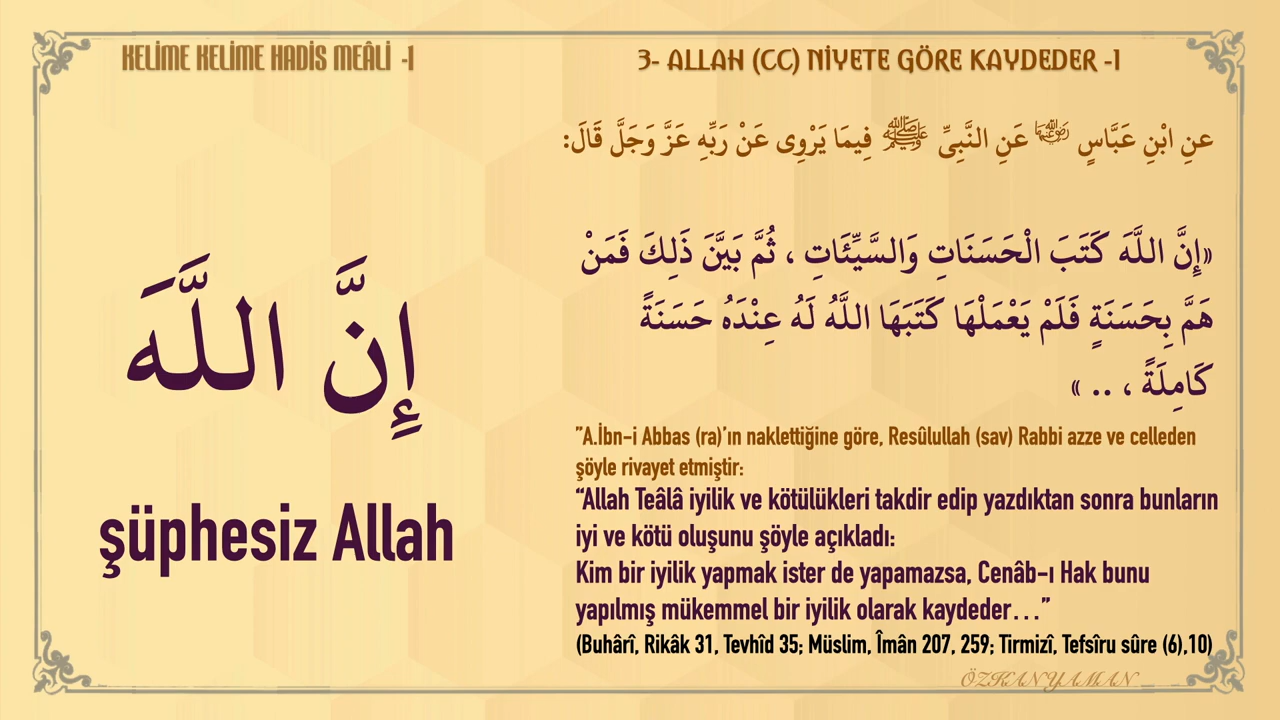 KELİME KELİME HADİS MEÂLİ -1
3- ALLAH (CC) NİYETE GÖRE KAYDEDER -1
عَنِ ابْنِ عَبَّاسٍ رَضِيَ اللَّهُ عَنْهُمَا عَنِ النَّبِىِّ ﷺ فِيمَا يَرْوِى عَنْ رَبِّهِ عَزَّ وَجَلَّ قَالَ:
«إِنَّ اللَّهَ كَتَبَ الْحَسَنَاتِ وَالسَّيِّئَاتِ ، ثُمَّ بَيَّنَ ذَلِكَ فَمَنْ
هَمَّ بِحَسَنَةٍ فَلَمْ يَعْمَلْهَا كَتَبَهَا اللَّهُ لَهُ عِنْدَهُ حَسَنَةً
كَامِلَةً ، .. »
إِنَّ اللَّهَ
şüphesiz Allah
"A.İbn-i Abbas (ra)'ın naklettiğine göre, Resûlullah (sav) Rabbi azze ve celleden
şöyle rivayet etmiştir:
“Allah Teâlâ iyilik ve kötülükleri takdir edip yazdıktan sonra bunların
iyi ve kötü oluşunu şöyle açıkladı:
Kim bir iyilik yapmak ister de yapamazsa, Cenâb-ı Hak bunu
yapılmış mükemmel bir iyilik olarak kaydeder...”
(Buhârî, Rikâk 31, Tevhîd 35; Müslim, Îmân 207, 259; Tirmizî, Tefsîru sûre (6),10)
ÖZKAN YAMAN